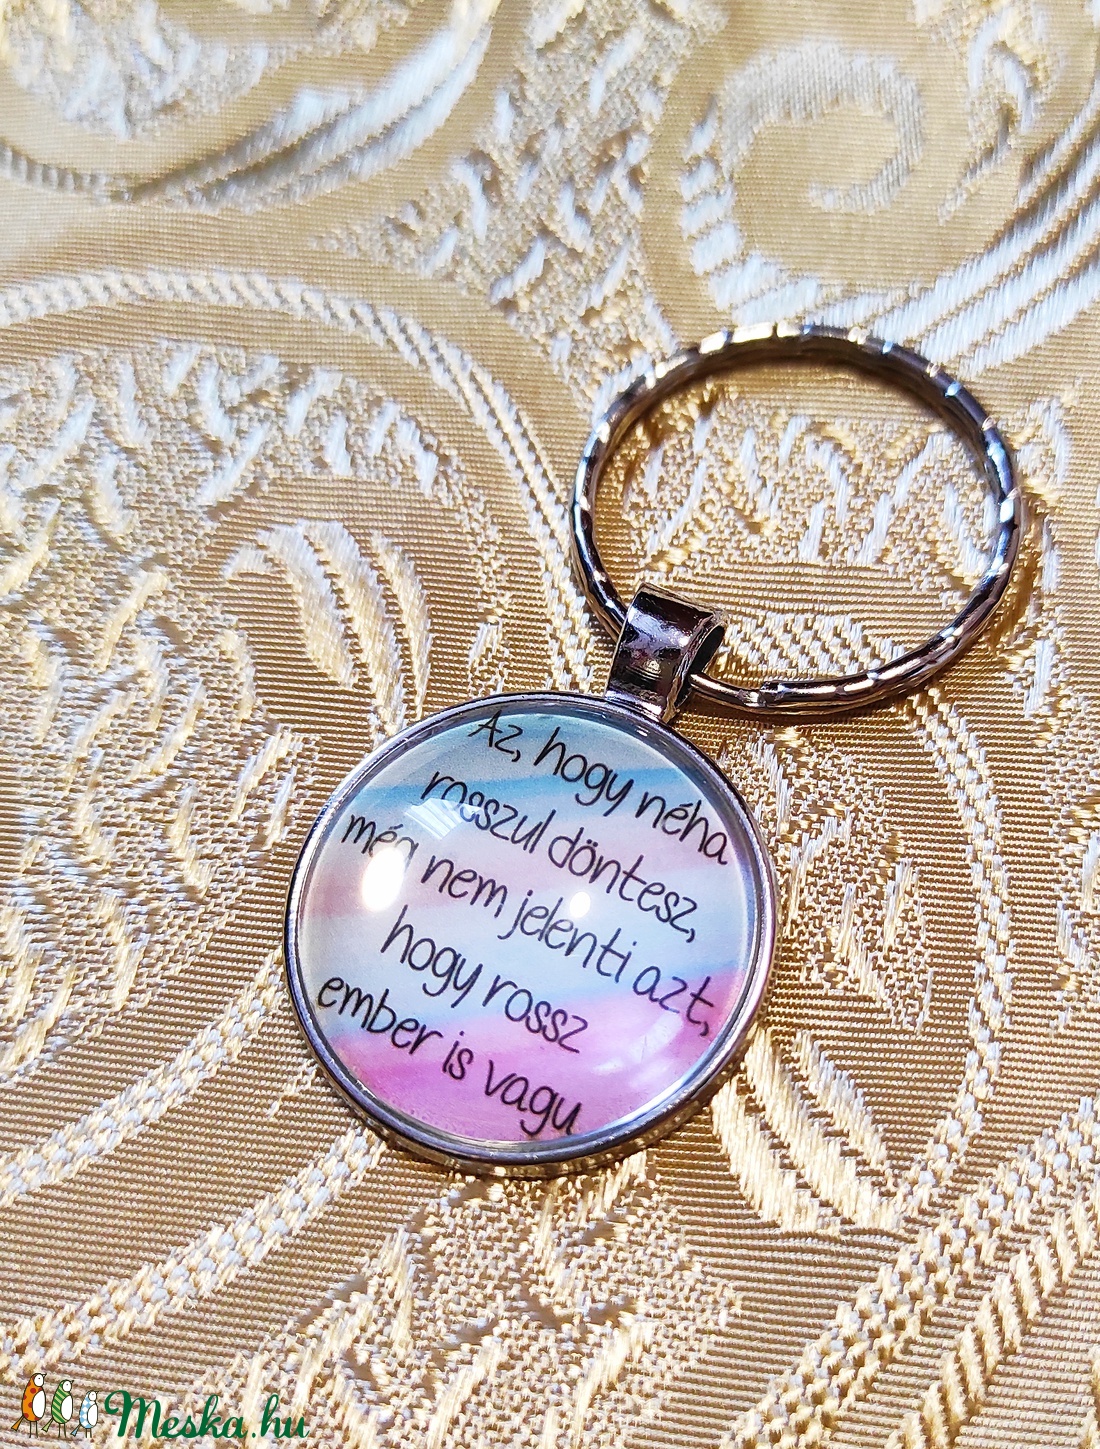 Az, hogy néha
rosszul döntesz,
még nem jelenti azt,
hogy rossz
ember is vagy
Meska.hu